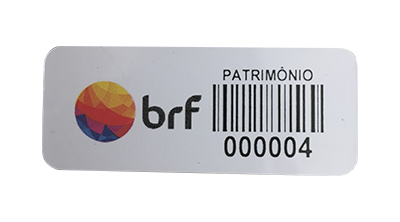 PATRIMÔNIO
brf
000004